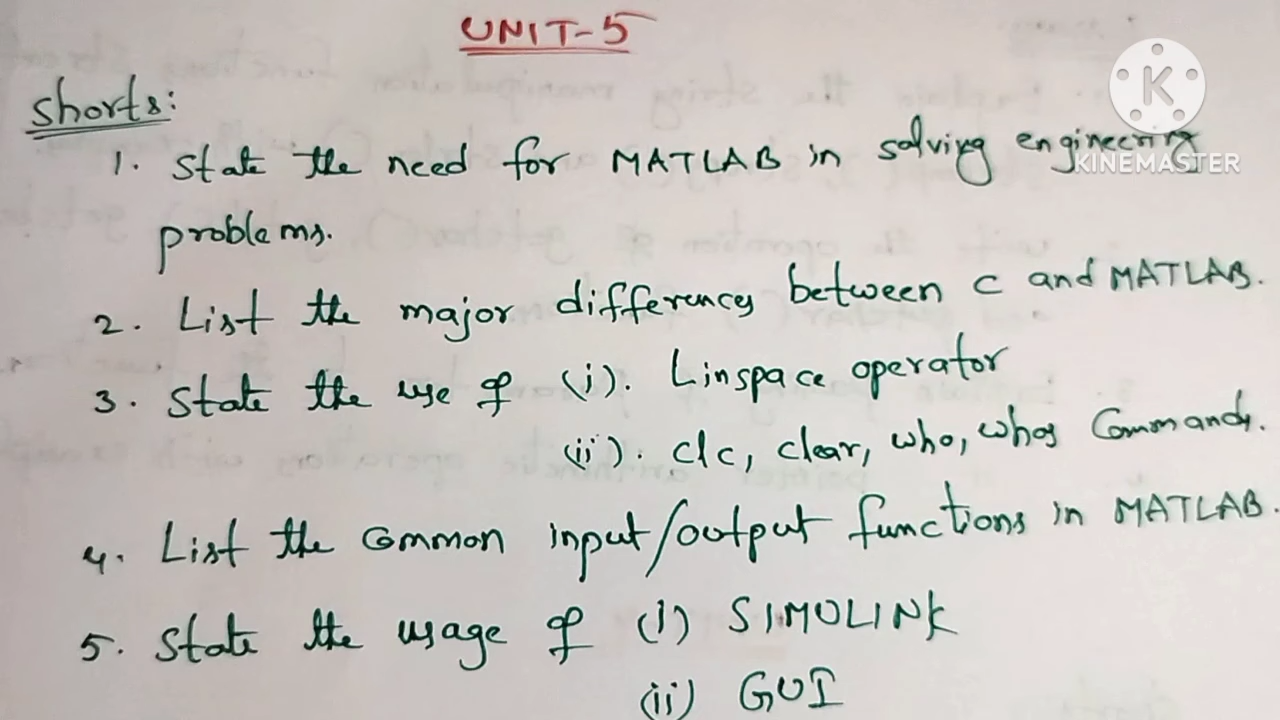 UNIT-5
Shorts:
1. State the need for MATLAB in solving engineering
problems.
2. List the major differences between C and MATLAB.
3. State the use of (i). Linspace operator
(ii). clc, clear, who, whos Commands.
4. List the Common input/output functions in MATLAB.
5. State the usage of (i) SIMULINK
(ii) GUI
K
KINEMASTER